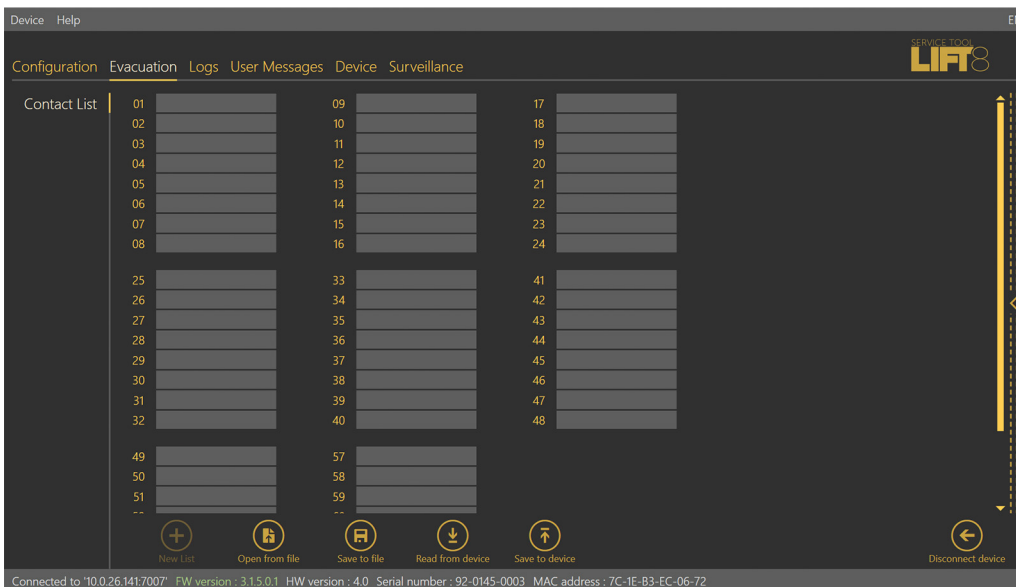 Device Help
SERVICE TOOL
LIFT8
Configuration Evacuation Logs User Messages Device Surveillance
Contact List
01 09 17
02 10 18
03 11 19
04 12 20
05 13 21
06 14 22
07 15 23
08 16 24
25 33 41
26 34 42
27 35 43
28 36 44
29 37 45
30 38 46
31 39 47
32 40 48
49 57
50 58
51 59
New List Open from file Save to file Read from device Save to device Disconnect device
Connected to '10.0.26.141:7007' FW version : 3.1.5.0.1 HW version : 4.0 Serial number : 92-0145-0003 MAC address : 7C-1E-B3-EC-06-72